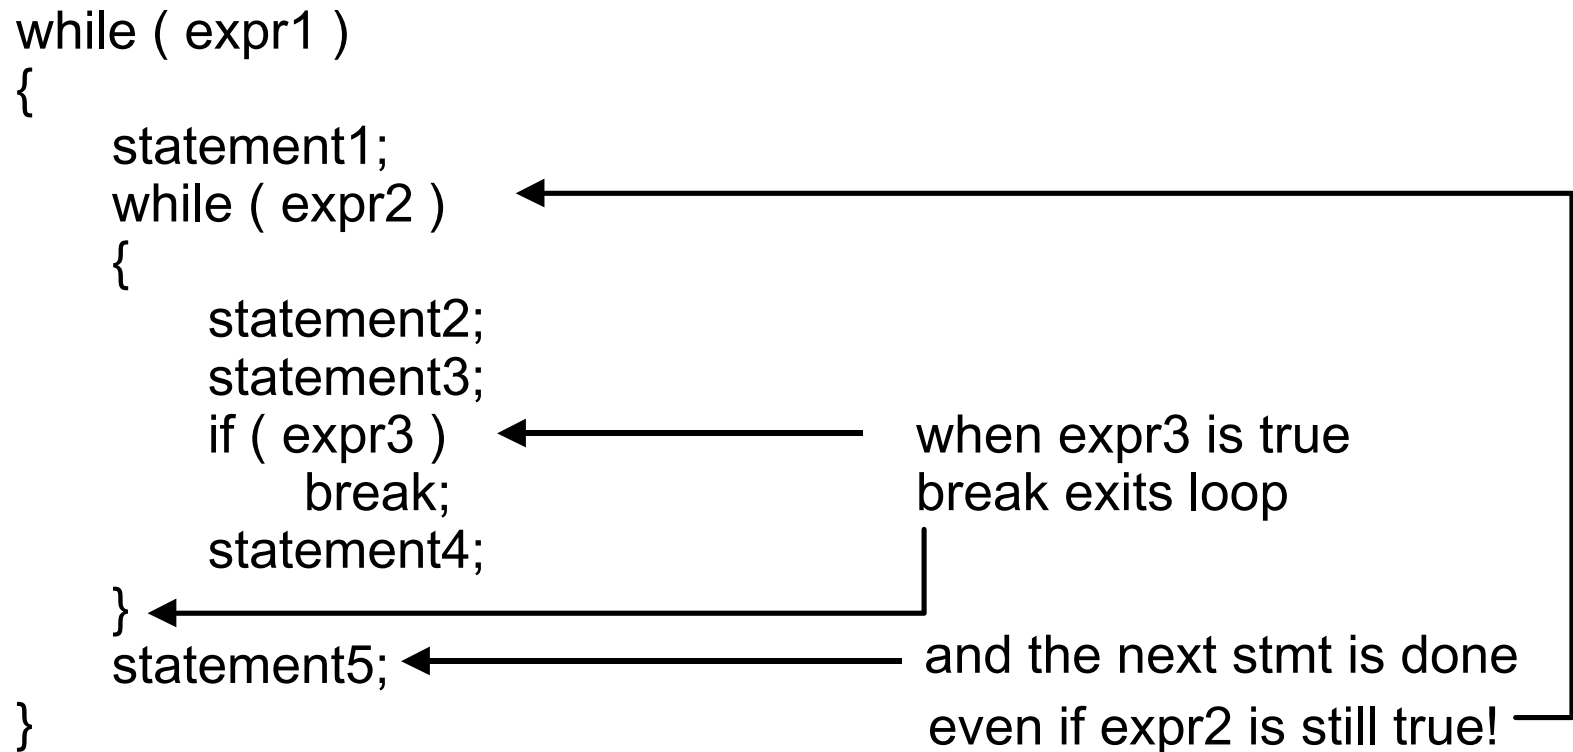 while ( expr1 )
{
statement1;
while ( expr2 )
{
statement2;
statement3;
if ( expr3 )
when expr3 is true
break;
break exits loop
statement4;
}
statement5;
and the next stmt is done
}
even if expr2 is still true!